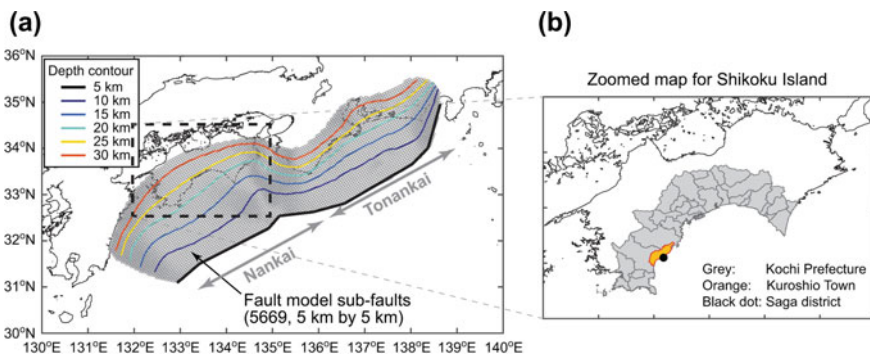 (a)
36°N
35°N
34°N
33°N
32°N
31°N
30°N
130°E 131°E 132°E 133°E 134°E 135°E 136°E 137°E 138°E 139°E 140°E
Depth contour
5 km
10 km
15 km
20 km
25 km
30 km
Nankai
Tonankai
Fault model sub-faults
(5669, 5 km by 5 km)
(b)
Zoomed map for Shikoku Island
Grey: Kochi Prefecture
Orange: Kuroshio Town
Black dot: Saga district